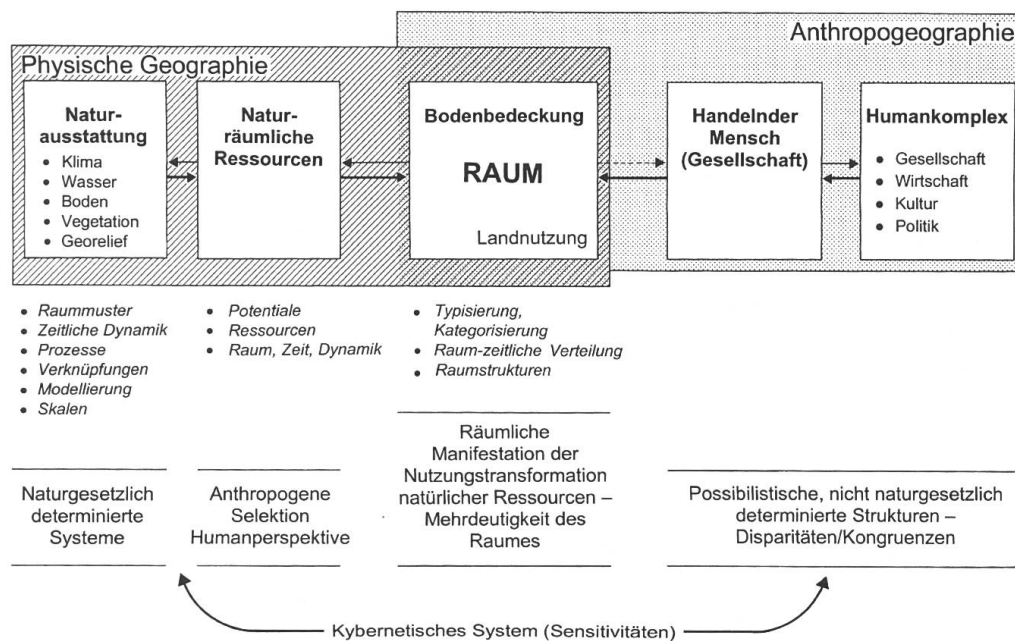 Anthropogeographie
Physische Geographie
Natur-
ausstattung
• Klima
• Wasser
• Boden
• Vegetation
• Georelief
Natur-
räumliche
Ressourcen
Bodenbedeckung
RAUM
Landnutzung
Handelnder
Mensch
(Gesellschaft)
Humankomplex
• Gesellschaft
• Wirtschaft
• Kultur
• Politik
• Raummuster
• Zeitliche Dynamik
• Prozesse
• Verknüpfungen
• Modellierung
• Skalen
• Potentiale
• Ressourcen
• Raum, Zeit, Dynamik
• Typisierung,
Kategorisierung
• Raum-zeitliche Verteilung
• Raumstrukturen
Naturgesetzlich
determinierte
Systeme
Anthropogene
Selektion
Humanperspektive
Räumliche
Manifestation der
Nutzungstransformation
natürlicher Ressourcen –
Mehrdeutigkeit des
Raumes
Possibilistische, nicht naturgesetzlich
determinierte Strukturen –
Disparitäten/Kongruenzen
Kybernetisches System (Sensitivitäten)